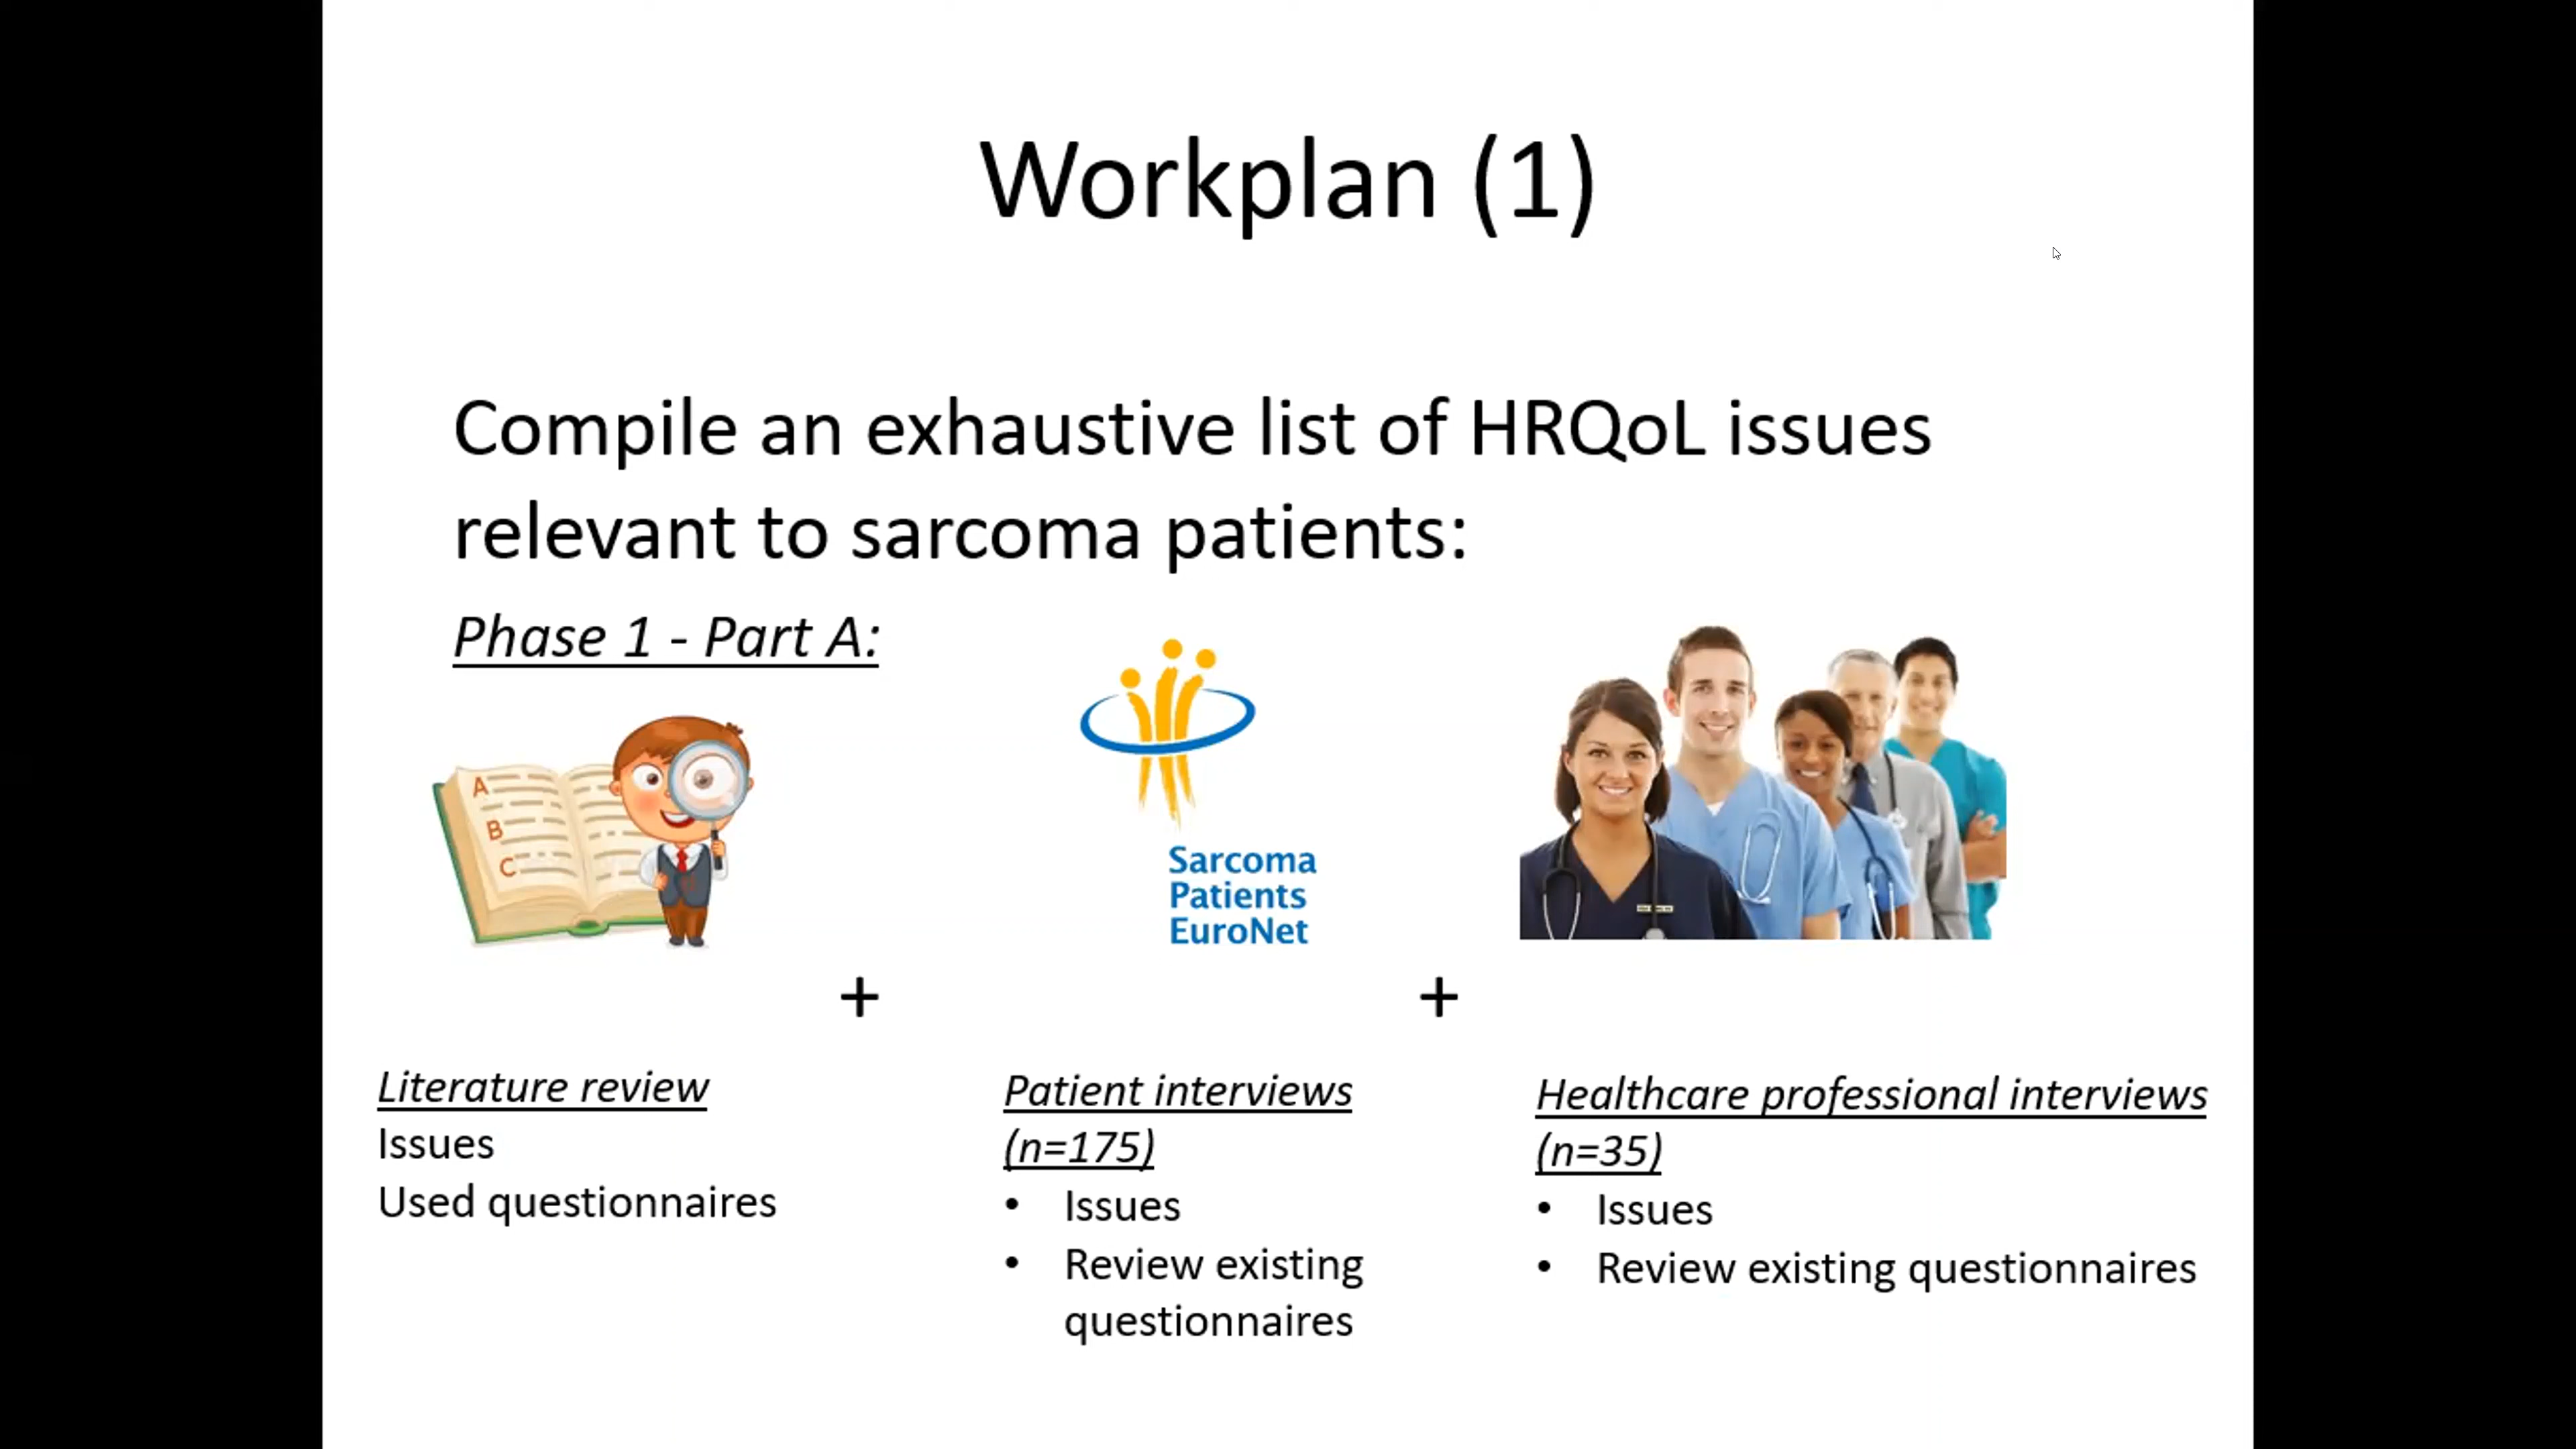 Workplan (1)
Compile an exhaustive list of HRQoL issues
relevant to sarcoma patients:
Phase 1 - Part A:
A
B
C
Sarcoma
Patients
EuroNet
+
+
Literature review
Issues
Used questionnaires
Patient interviews
(n=175)
• Issues
• Review existing
questionnaires
Healthcare professional interviews
(n=35)
• Issues
• Review existing questionnaires